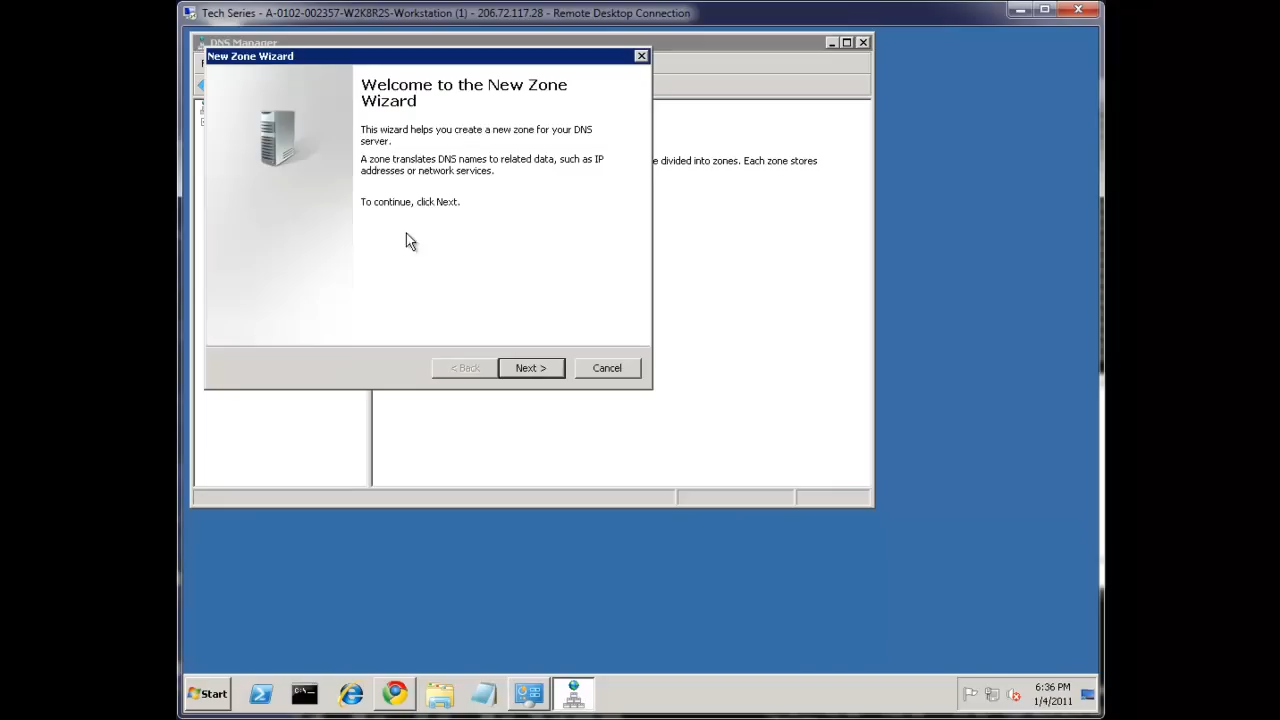 Tech Series - A-0102-002357-W2K8R2S-Workstation (1) - 206.72.117.28 - Remote Desktop Connection
DNS Manager
New Zone Wizard
Welcome to the New Zone
Wizard
This wizard helps you create a new zone for your DNS
server.
A zone translates DNS names to related data, such as IP
addresses or network services.
To continue, click Next.
e divided into zones. Each zone stores
< Back
Next >
Cancel
Start
C:\
6:36 PM
1/4/2011